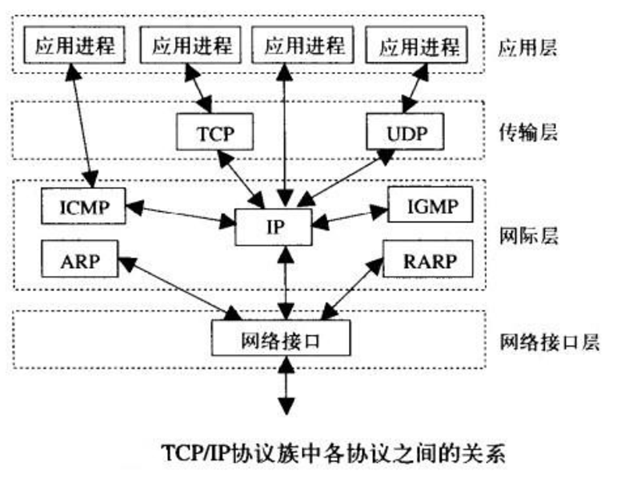 应用进程 应用进程 应用进程 应用进程 应用层
TCP UDP 传输层
ICMP IP IGMP 网际层
ARP RARP
网络接口 网络接口层
TCP/IP协议族中各协议之间的关系